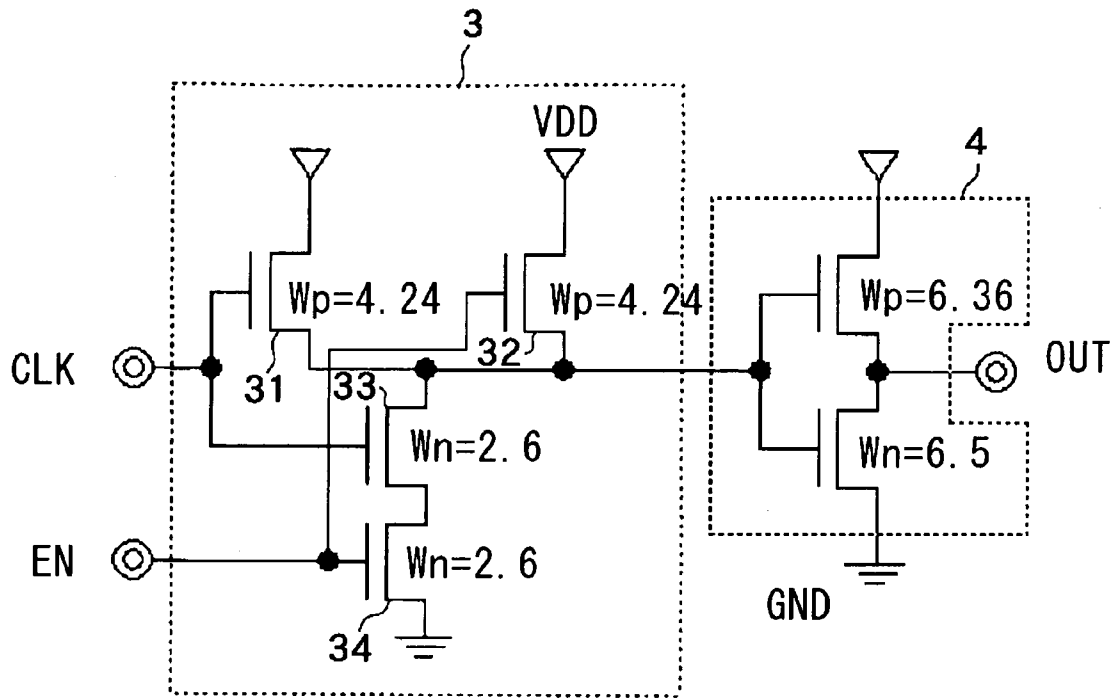 3
VDD
4
Wp=4.24
Wp=4.24
Wp=6.36
31
32
CLK
33
OUT
Wn=2.6
Wn=6.5
EN
Wn=2.6
GND
34